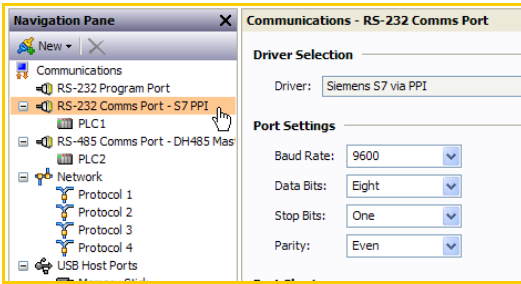 Navigation Pane X
New
Communications
RS-232 Program Port
RS-232 Comms Port - S7 PPI
PLC1
RS-485 Comms Port - DH485 Mas
PLC2
Network
Protocol 1
Protocol 2
Protocol 3
Protocol 4
USB Host Ports
Memory Stick
Communications - RS-232 Comms Port
Driver Selection
Driver: Siemens S7 via PPI
Port Settings
Baud Rate: 9600
Data Bits: Eight
Stop Bits: One
Parity: Even